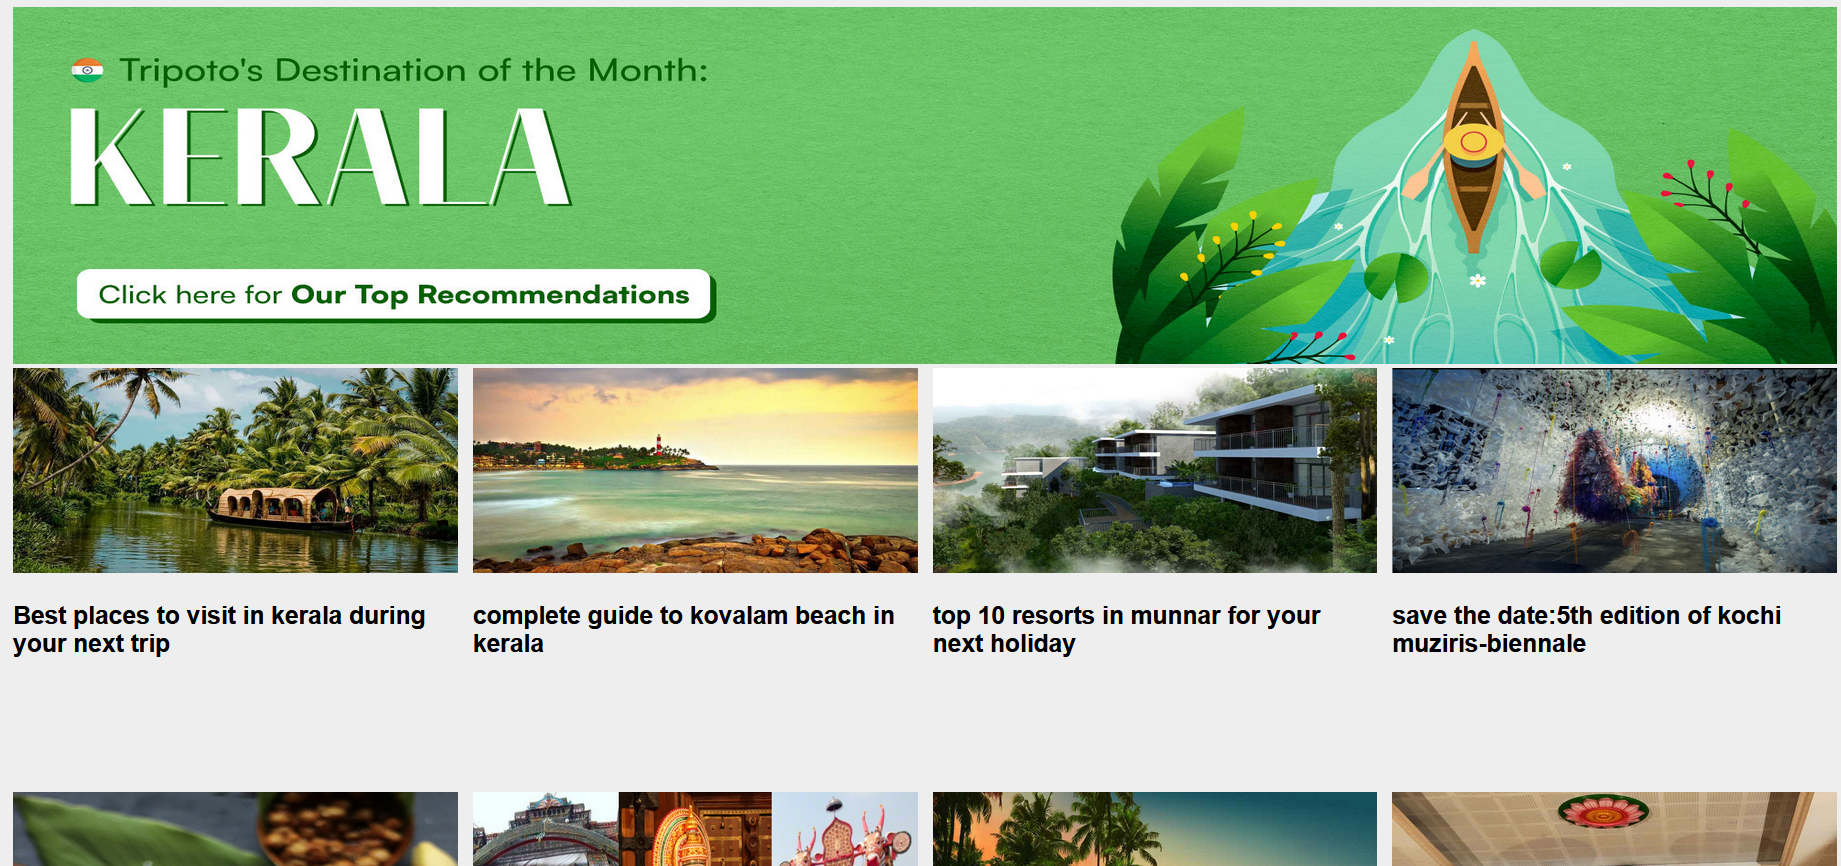 Tripoto's Destination of the Month:
KERALA
Click here for Our Top Recommendations
Best places to visit in kerala during
your next trip
complete guide to kovalam beach in
kerala
top 10 resorts in munnar for your
next holiday
save the date:5th edition of kochi
muziris-biennale